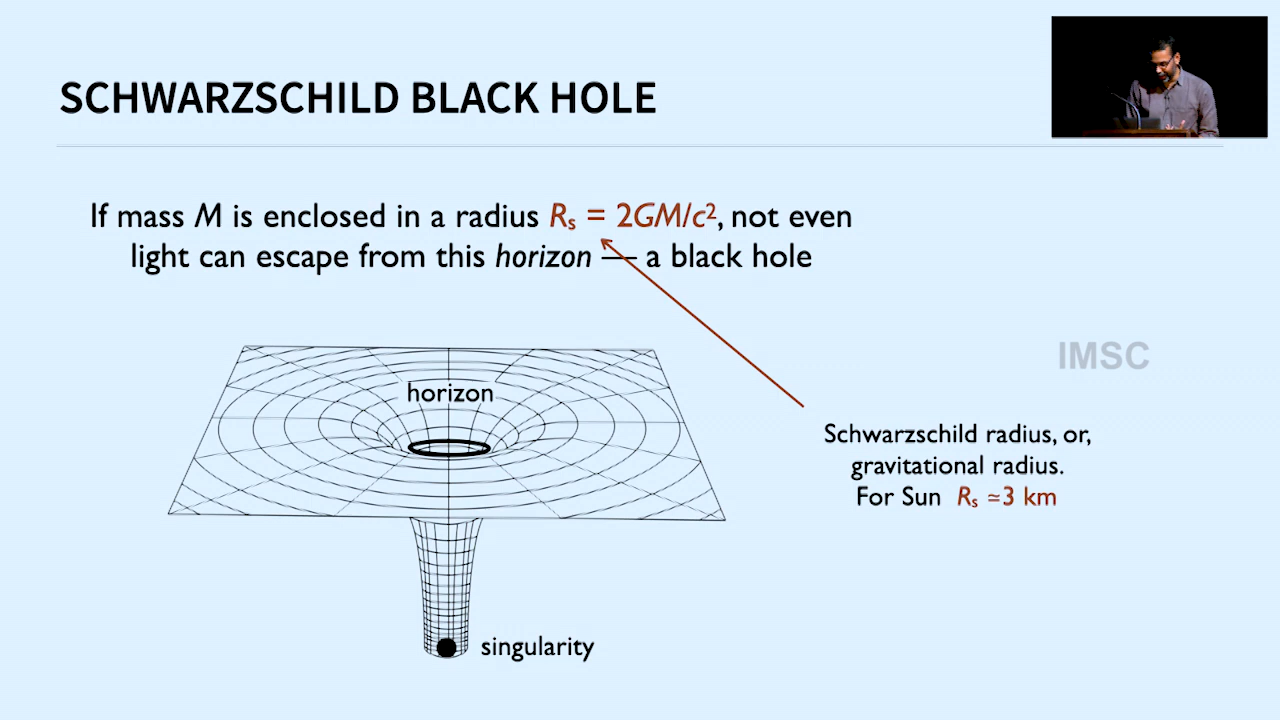 SCHWARZSCHILD BLACK HOLE
If mass M is enclosed in a radius Rs = 2GM/c², not even
light can escape from this horizon — a black hole
horizon
IMSC
Schwarzschild radius, or,
gravitational radius.
For Sun Rs ≃3 km
singularity